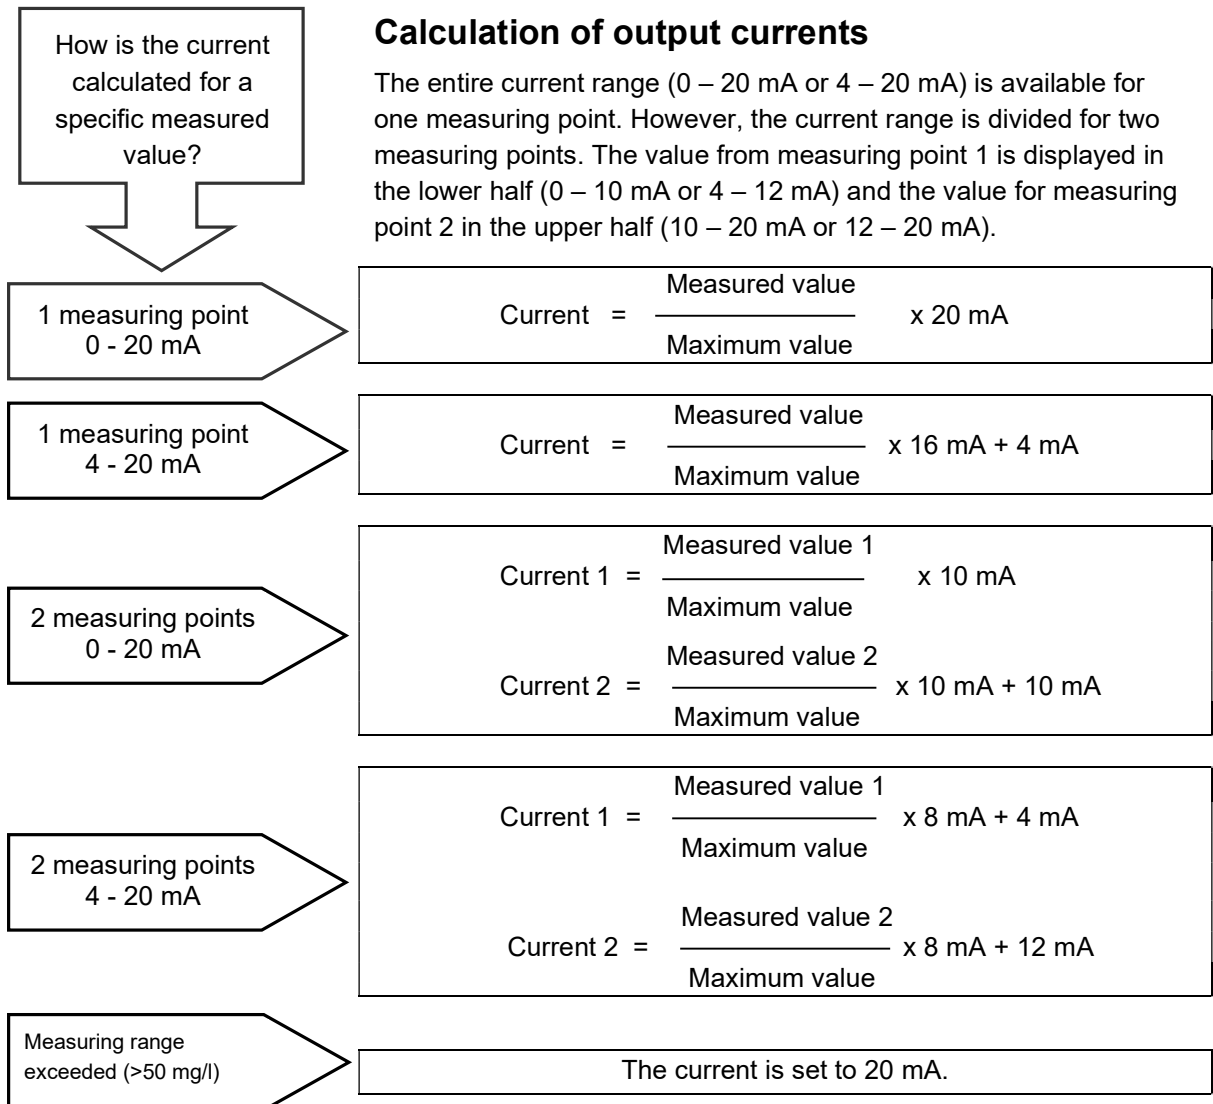 How is the current
calculated for a
specific measured
value?
Calculation of output currents
The entire current range (0 – 20 mA or 4 – 20 mA) is available for
one measuring point. However, the current range is divided for two
measuring points. The value from measuring point 1 is displayed in
the lower half (0 – 10 mA or 4 – 12 mA) and the value for measuring
point 2 in the upper half (10 – 20 mA or 12 – 20 mA).
1 measuring point
0 - 20 mA
Measured value
Current = x 20 mA
Maximum value
1 measuring point
4 - 20 mA
Measured value
Current = x 16 mA + 4 mA
Maximum value
2 measuring points
0 - 20 mA
Measured value 1
Current 1 = x 10 mA
Maximum value
Measured value 2
Current 2 = x 10 mA + 10 mA
Maximum value
2 measuring points
4 - 20 mA
Measured value 1
Current 1 = x 8 mA + 4 mA
Maximum value
Measured value 2
Current 2 = x 8 mA + 12 mA
Maximum value
Measuring range
exceeded (>50 mg/l)
The current is set to 20 mA.